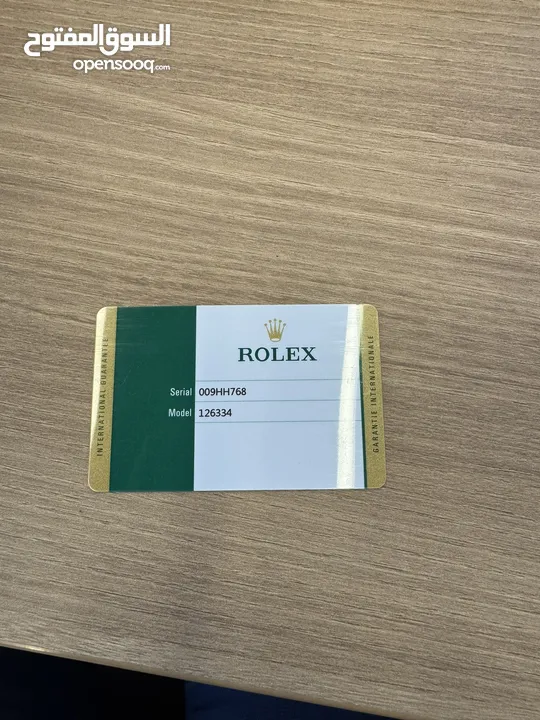 السوق المفتوح
opensooq.com
INTERNATIONAL GUARANTEE
ROLEX
Serial 009HH768
Model 126334
GARANTIE INTERNATIONALE